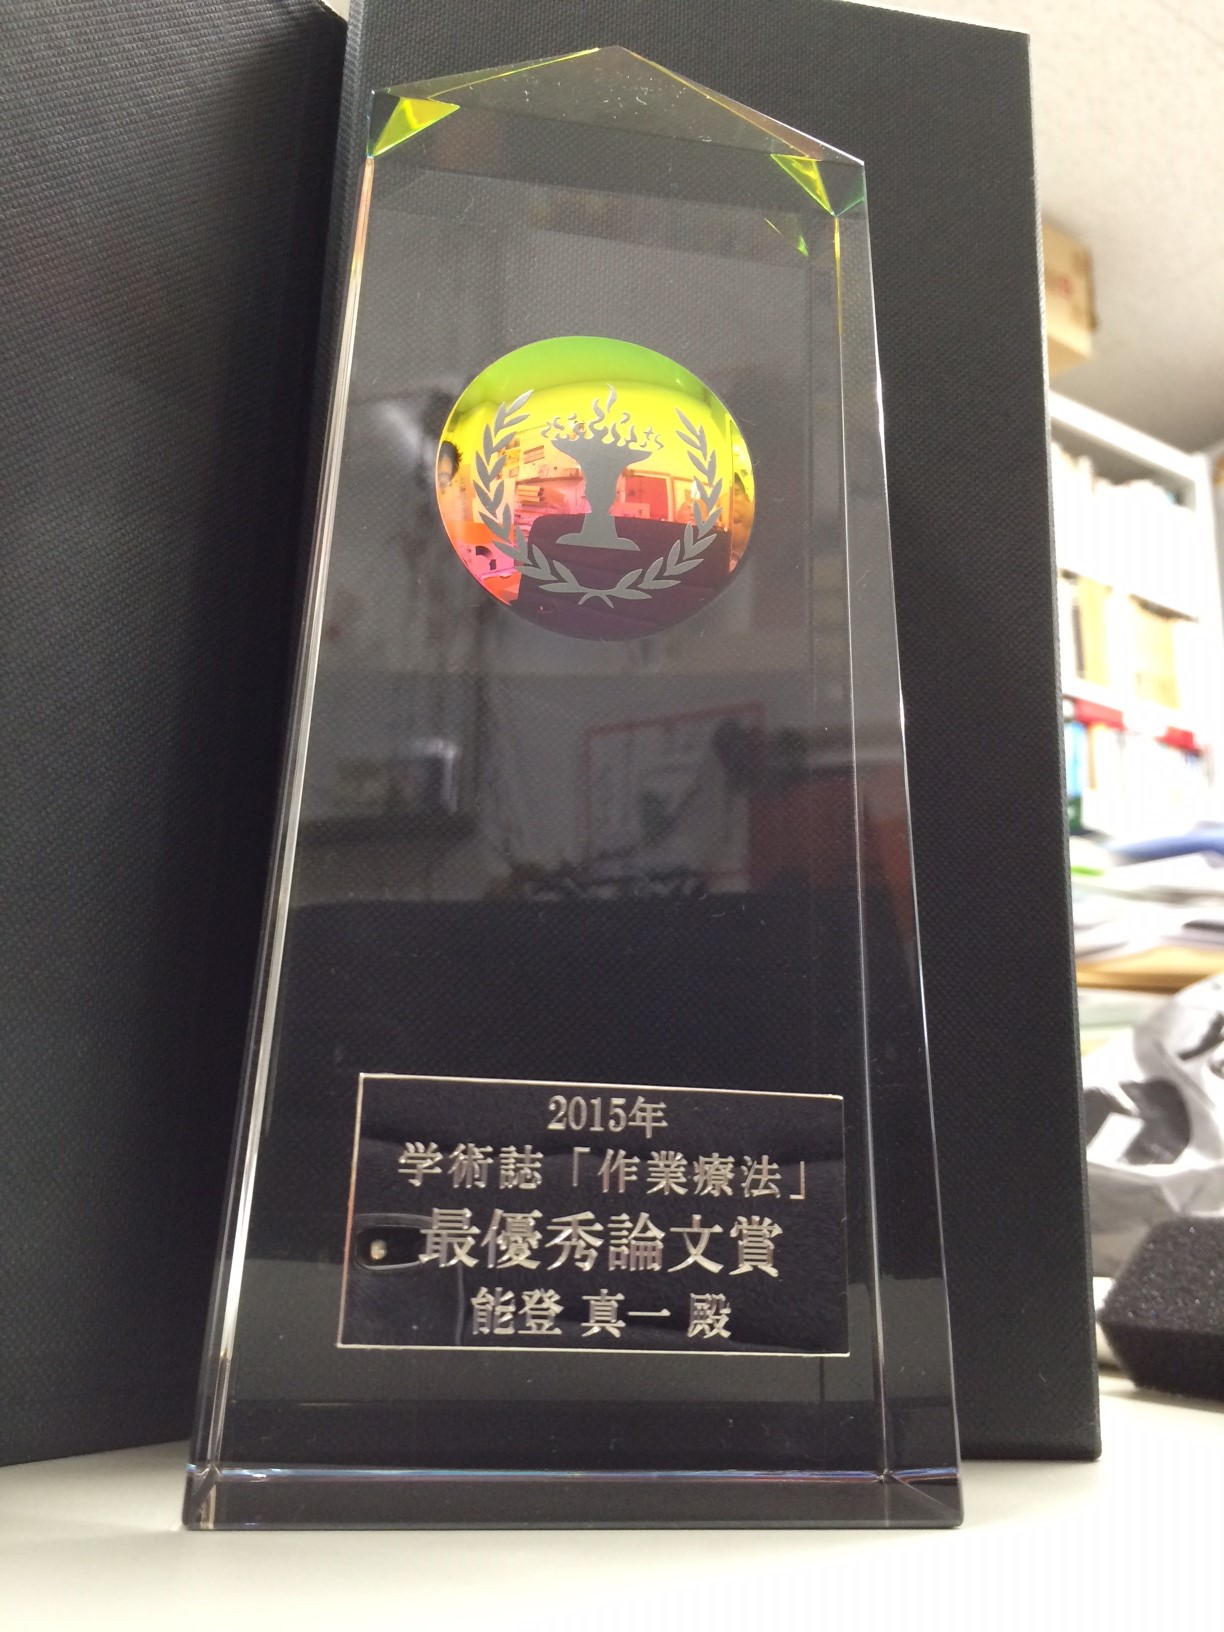 2015年
学術誌「作業療法」
最優秀論文賞
能登 真一 殿